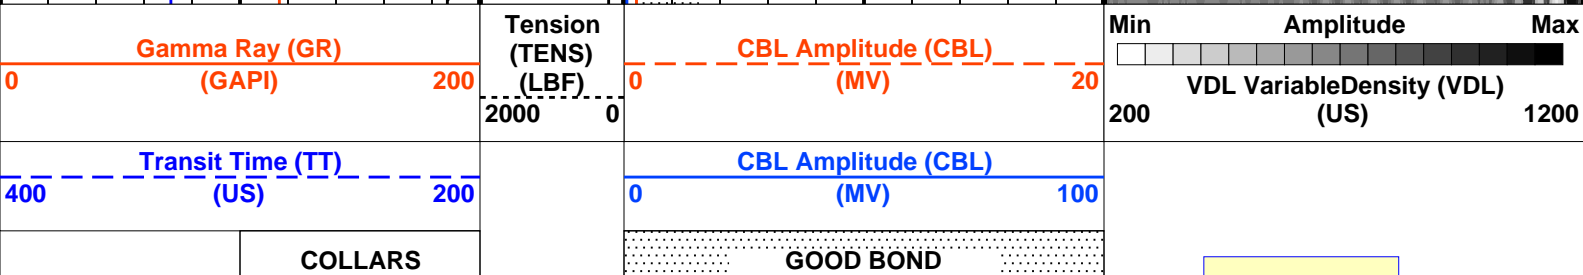 Gamma Ray (GR)
0 (GAPI) 200
Tension
(TENS)
(LBF)
2000 0
CBL Amplitude (CBL)
0 (MV) 20
Min Amplitude Max
VDL VariableDensity (VDL)
200 (US) 1200
Transit Time (TT)
400 (US) 200
CBL Amplitude (CBL)
0 (MV) 100
COLLARS
GOOD BOND